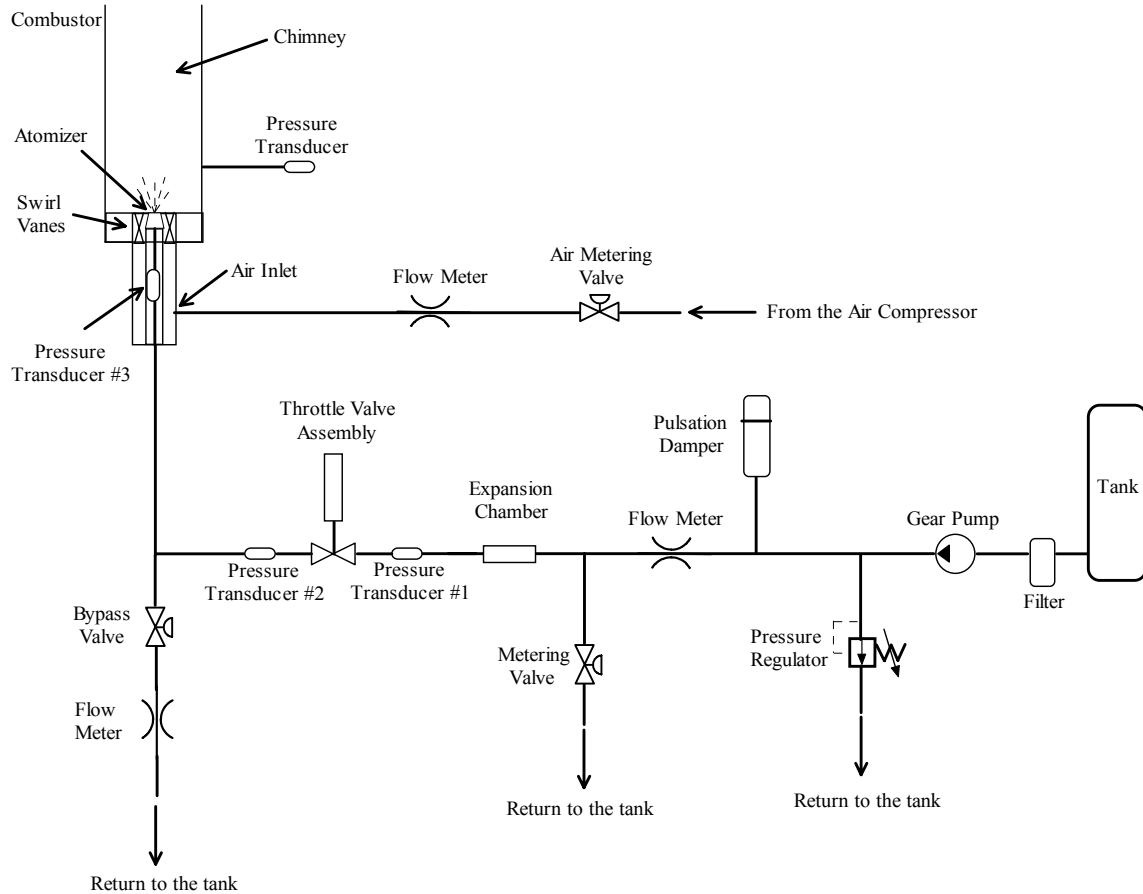 Combustor
Chimney
Atomizer
Pressure
Transducer
Swirl
Vanes
Air Inlet
Flow Meter
Air Metering
Valve
From the Air Compressor
Pressure
Transducer #3
Throttle Valve
Assembly
Pulsation
Damper
Tank
Expansion
Chamber
Flow Meter
Gear Pump
Pressure
Transducer #2
Pressure
Transducer #1
Filter
Bypass
Valve
Metering
Valve
Pressure
Regulator
Flow
Meter
Return to the tank
Return to the tank
Return to the tank